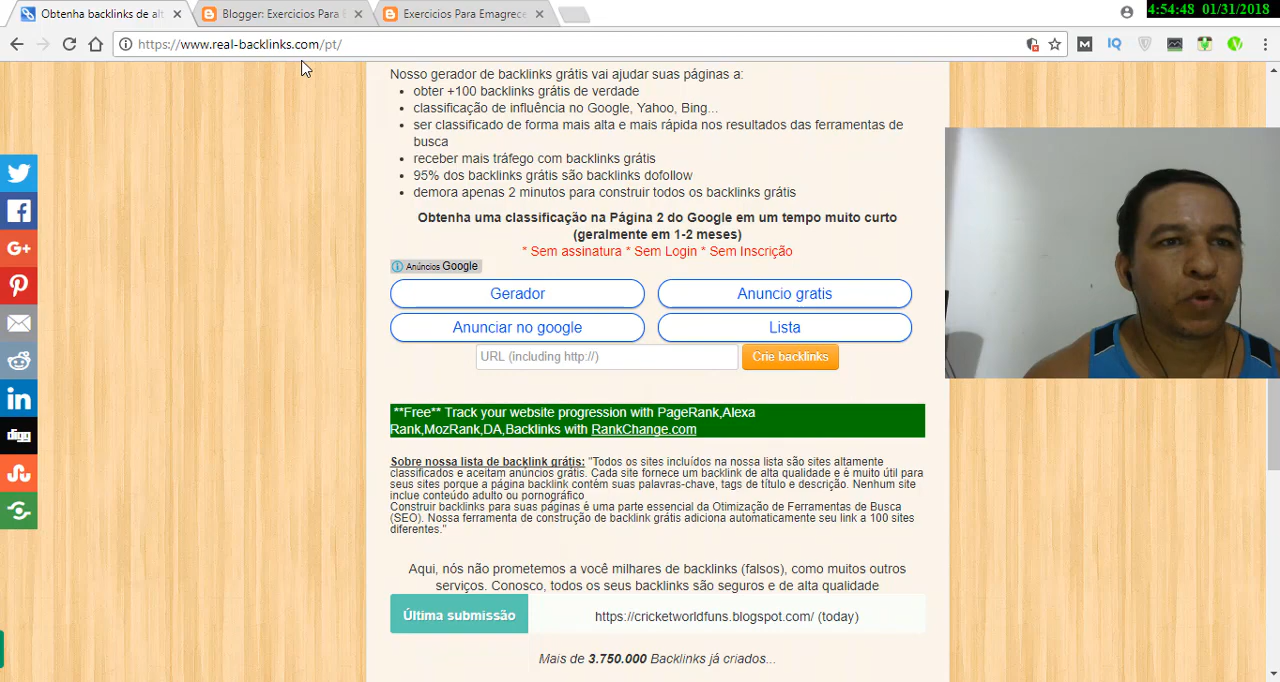 Obtenha backlinks de al
Blogger: Exercicios Para E
Exercicios Para Emagrece
4:54:48 01/31/2018
https://www.real-backlinks.com/pt/
Nosso gerador de backlinks grátis vai ajudar suas páginas a:
obter +100 backlinks grátis de verdade
classificação de influência no Google, Yahoo, Bing...
ser classificado de forma mais alta e mais rápida nos resultados das ferramentas de
busca
receber mais tráfego com backlinks grátis
95% dos backlinks grátis são backlinks dofollow
demora apenas 2 minutos para construir todos os backlinks grátis
Obtenha uma classificação na Página 2 do Google em um tempo muito curto
(geralmente em 1-2 meses)
* Sem assinatura * Sem Login * Sem Inscrição
Anúncios Google
Gerador
Anuncio gratis
Anunciar no google
Lista
URL (including http://)
Crie backlinks
**Free** Track your website progression with PageRank,Alexa
Rank,MozRank,DA,Backlinks with RankChange.com
Sobre nossa lista de backlink grátis: "Todos os sites incluídos na nossa lista são sites altamente
classificados e aceitam anúncios grátis. Cada site fornece um backlink de alta qualidade e é muito útil para
seus sites porque a página backlink contém suas palavras-chave, tags de título e descrição. Nenhum site
inclue conteúdo adulto ou pornográfico
Construir backlinks para suas páginas é uma parte essencial da Otimização de Ferramentas de Busca
(SEO). Nossa ferramenta de construção de backlink grátis adiciona automaticamente seu link a 100 sites
diferentes."
Aqui, nós não prometemos a você milhares de backlinks (falsos), como muitos outros
serviços. Conosco, todos os seus backlinks são seguros e de alta qualidade
Última submissão
https://cricketworldfuns.blogspot.com/ (today)
Mais de 3.750.000 Backlinks já criados...